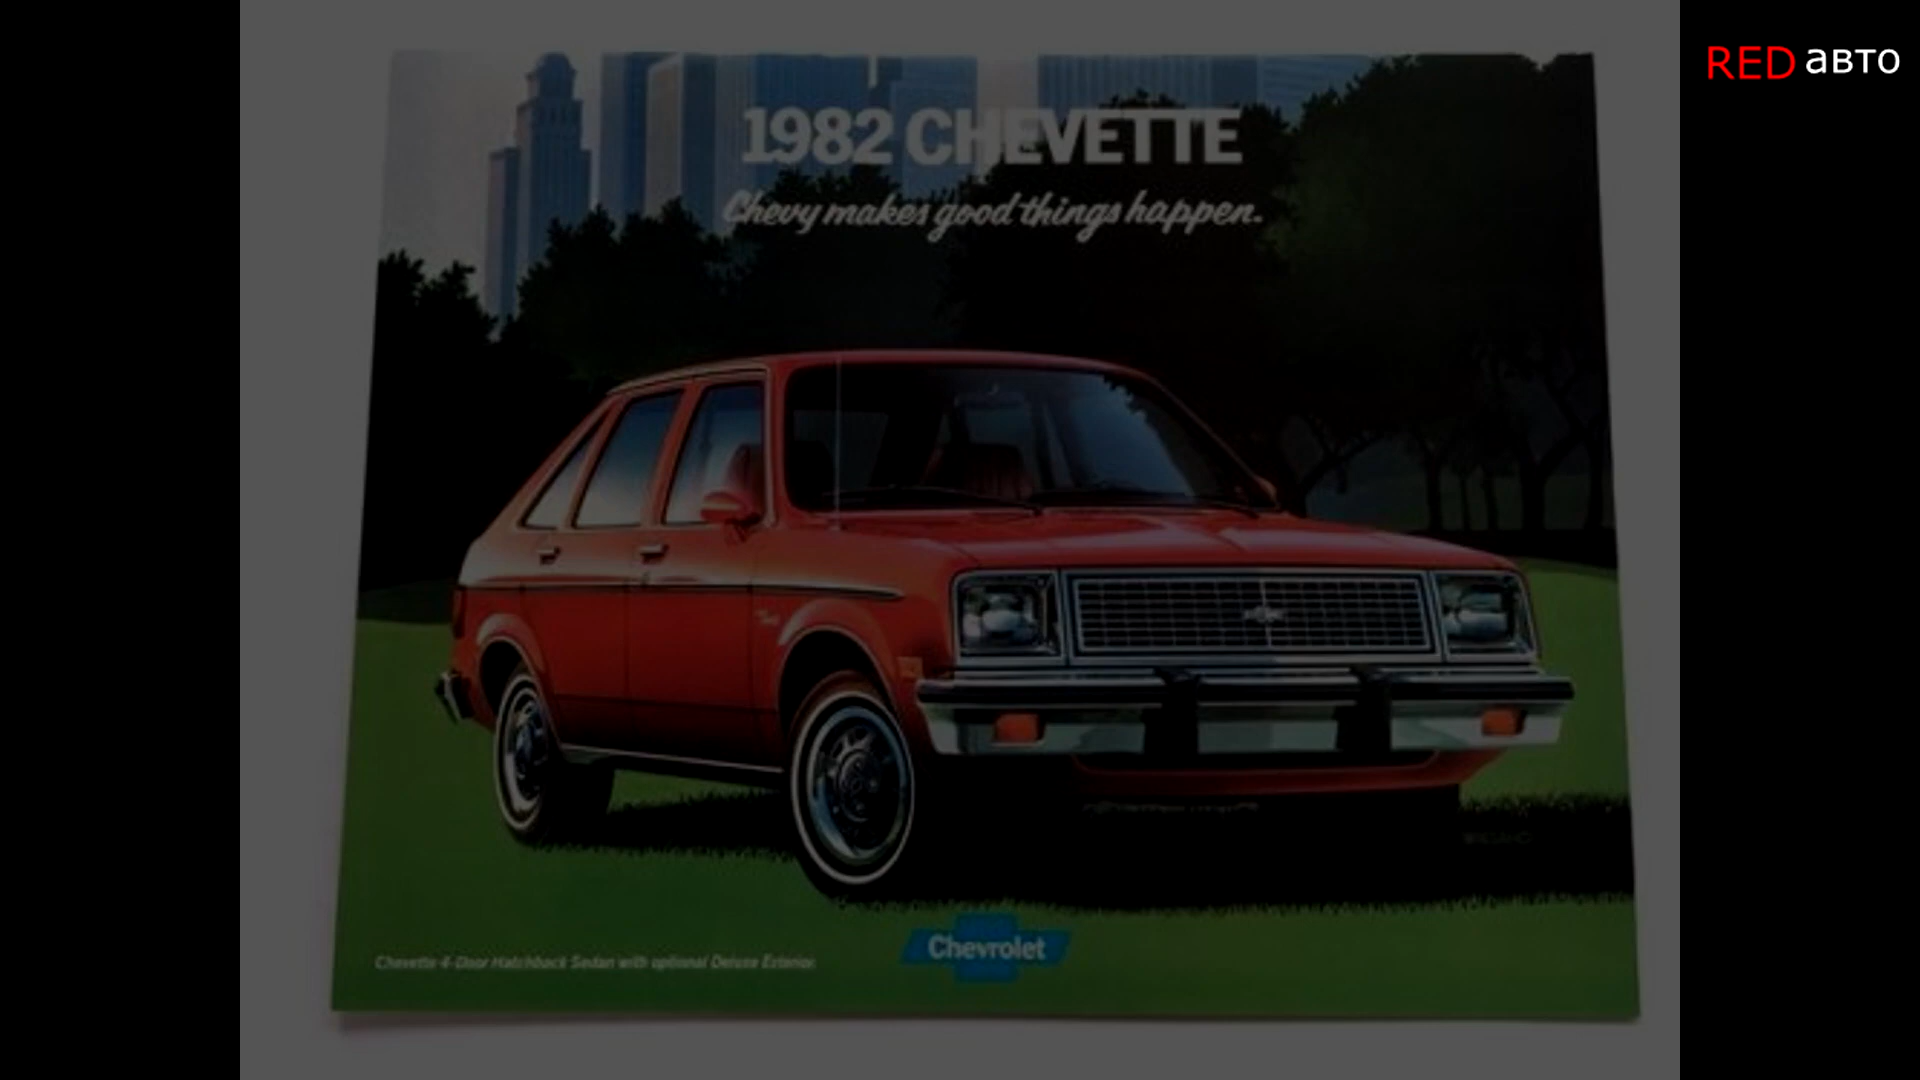 RED авто
1982 CHEVETTE
Chevy makes good things happen.
Chevrolet
Chevette 4-Door Hatchback Sedan with optional Deluxe Exterior.